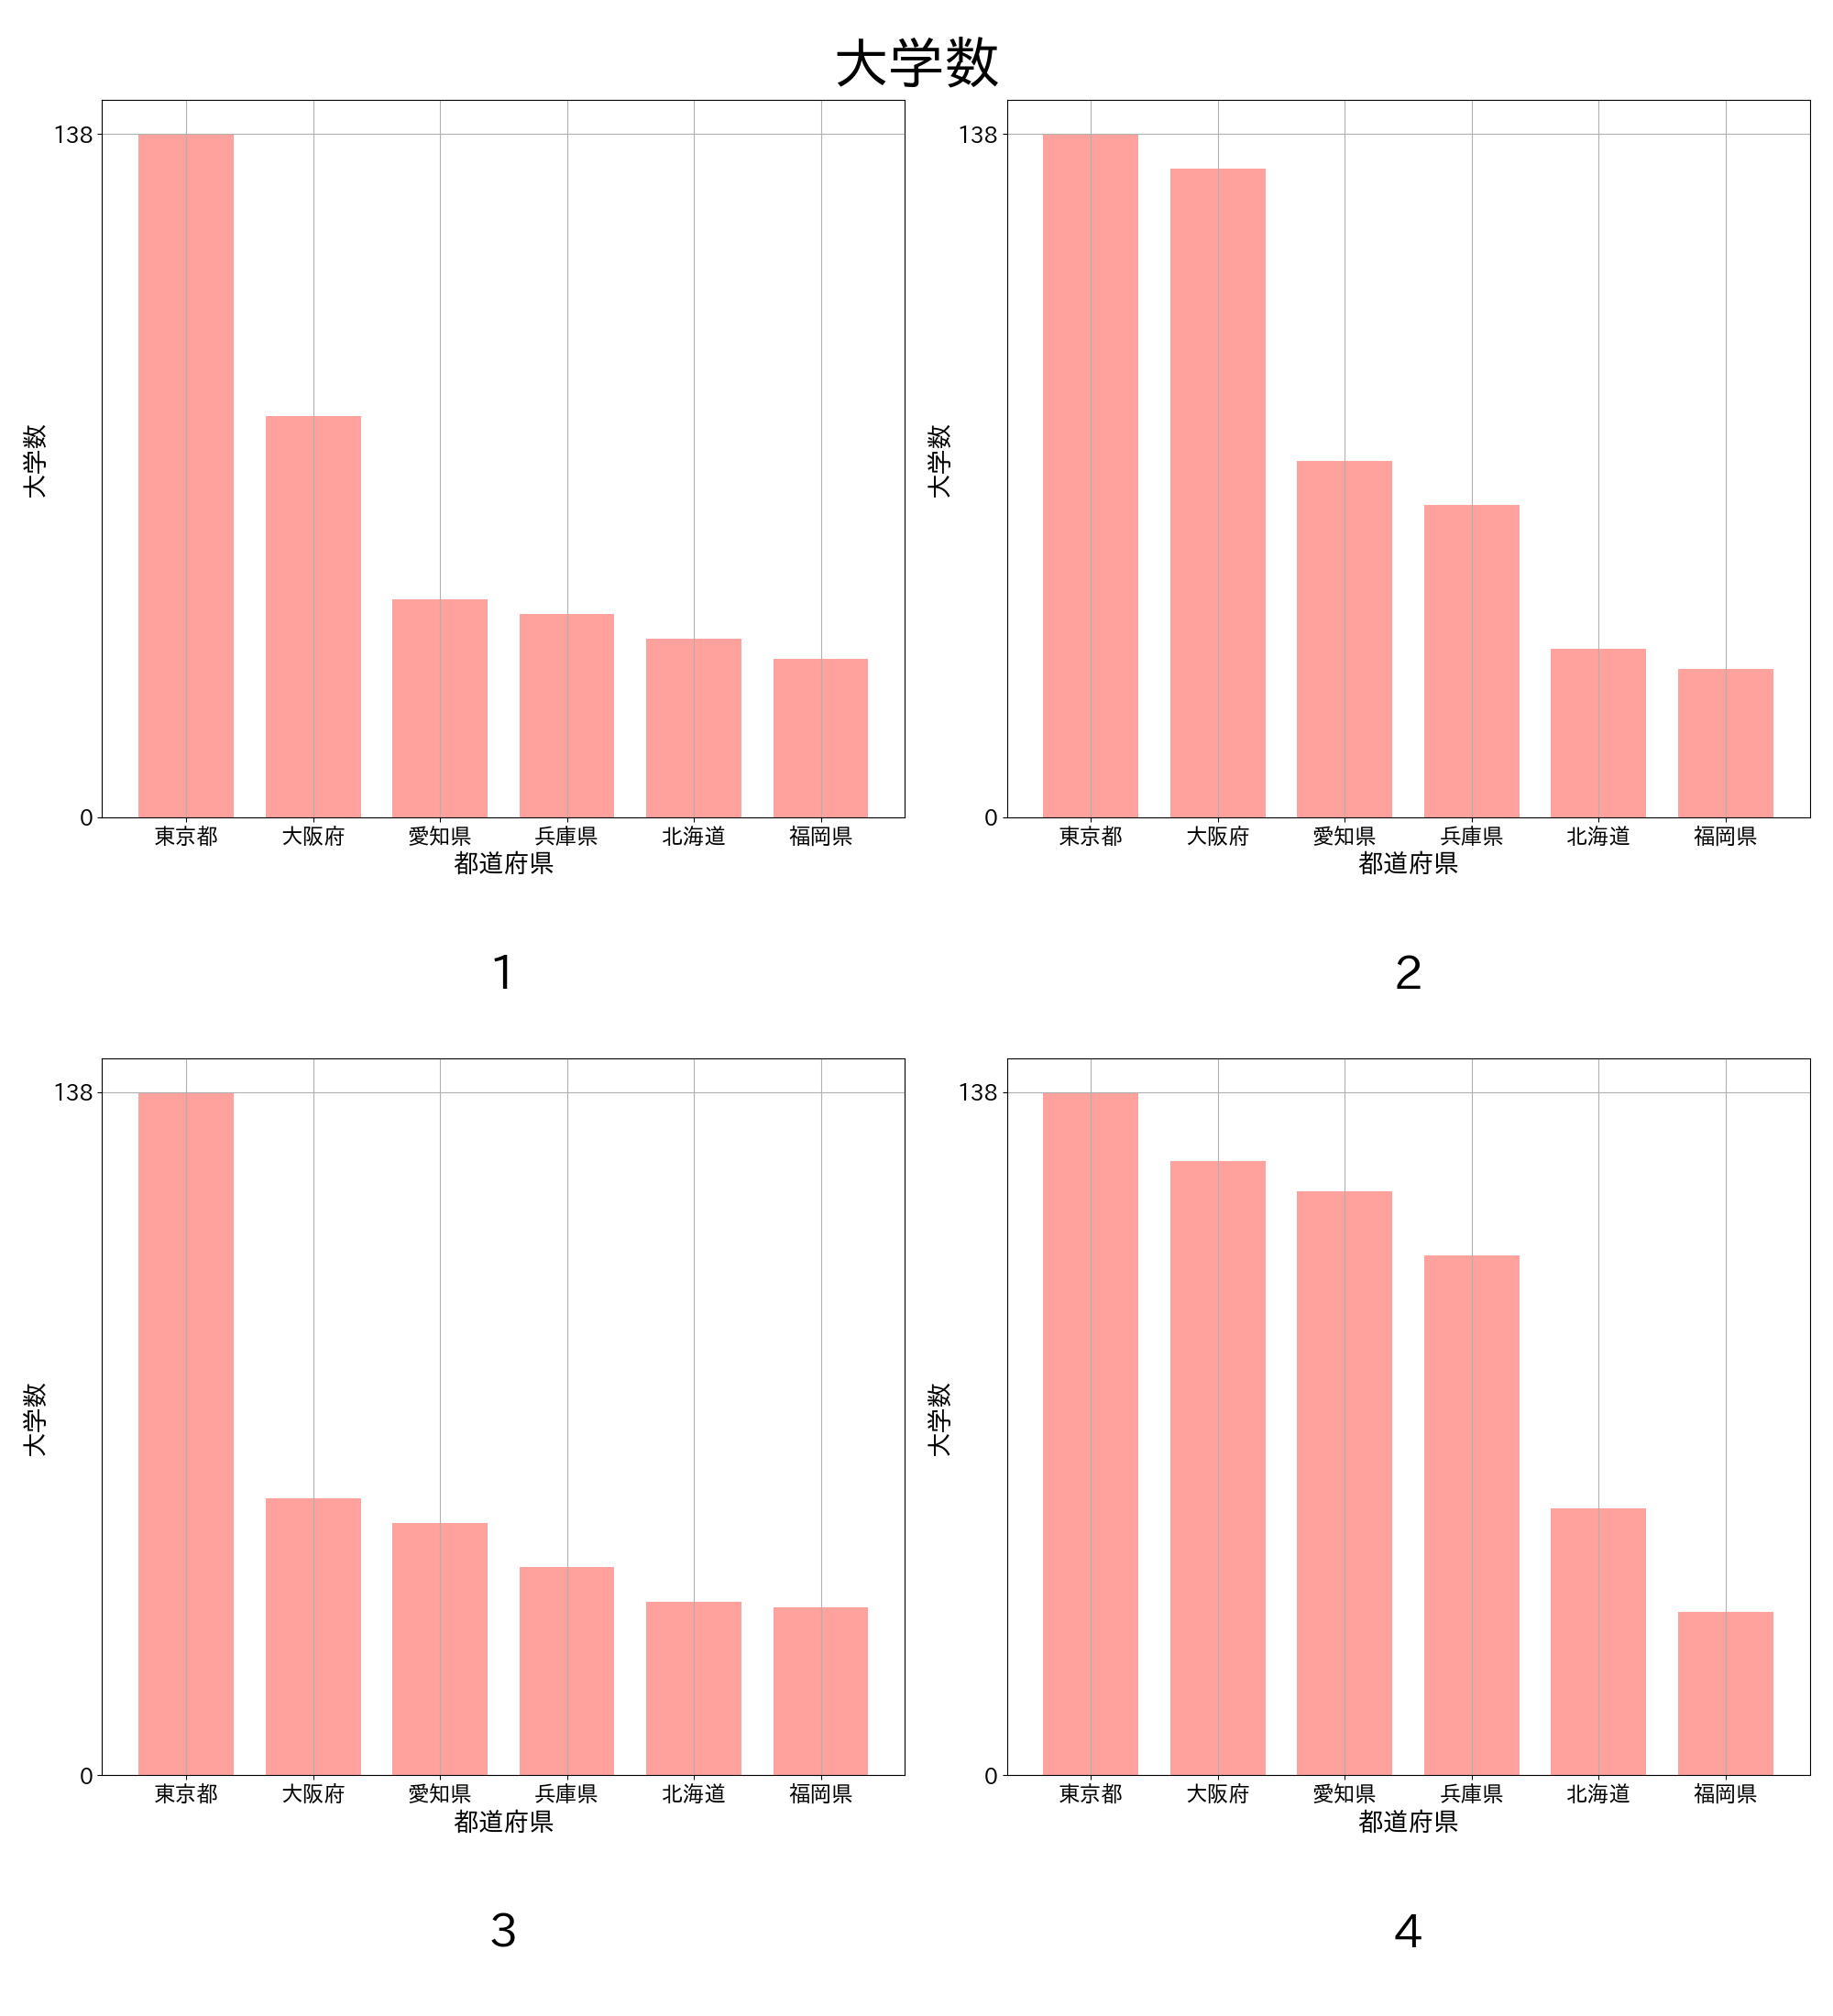 大学数
138
0
大学数
東京都 大阪府 愛知県 兵庫県 北海道 福岡県
都道府県
1
138
0
大学数
東京都 大阪府 愛知県 兵庫県 北海道 福岡県
都道府県
2
138
0
大学数
東京都 大阪府 愛知県 兵庫県 北海道 福岡県
都道府県
3
138
0
大学数
東京都 大阪府 愛知県 兵庫県 北海道 福岡県
都道府県
4